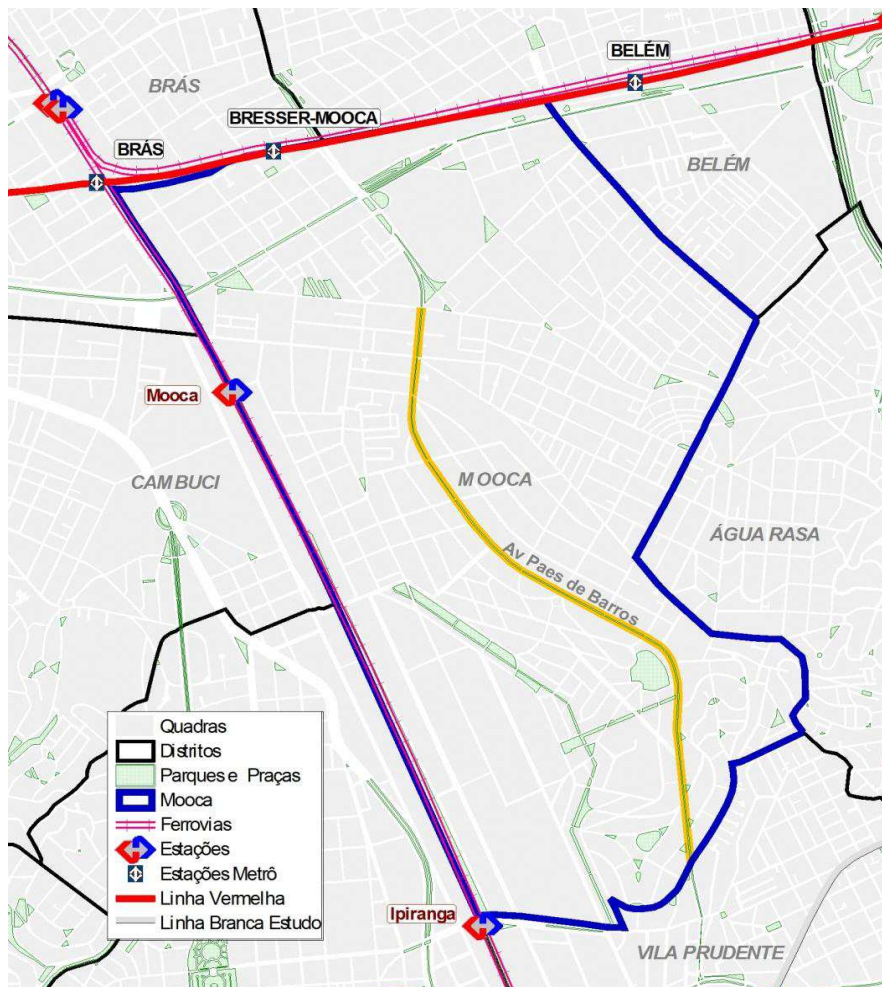 BELÉM
BRÁS
BRESSER-MOOCA
BRÁS
BELÉM
Mooca
CAMBUCI
MOOCA
ÁGUA RASA
Av Paes de Barros
Quadras
Distritos
Parques e Praças
Mooca
Ferrovias
Estações
Estações Metrô
Linha Vermelha
Linha Branca Estudo
Ipiranga
VILA PRUDENTE